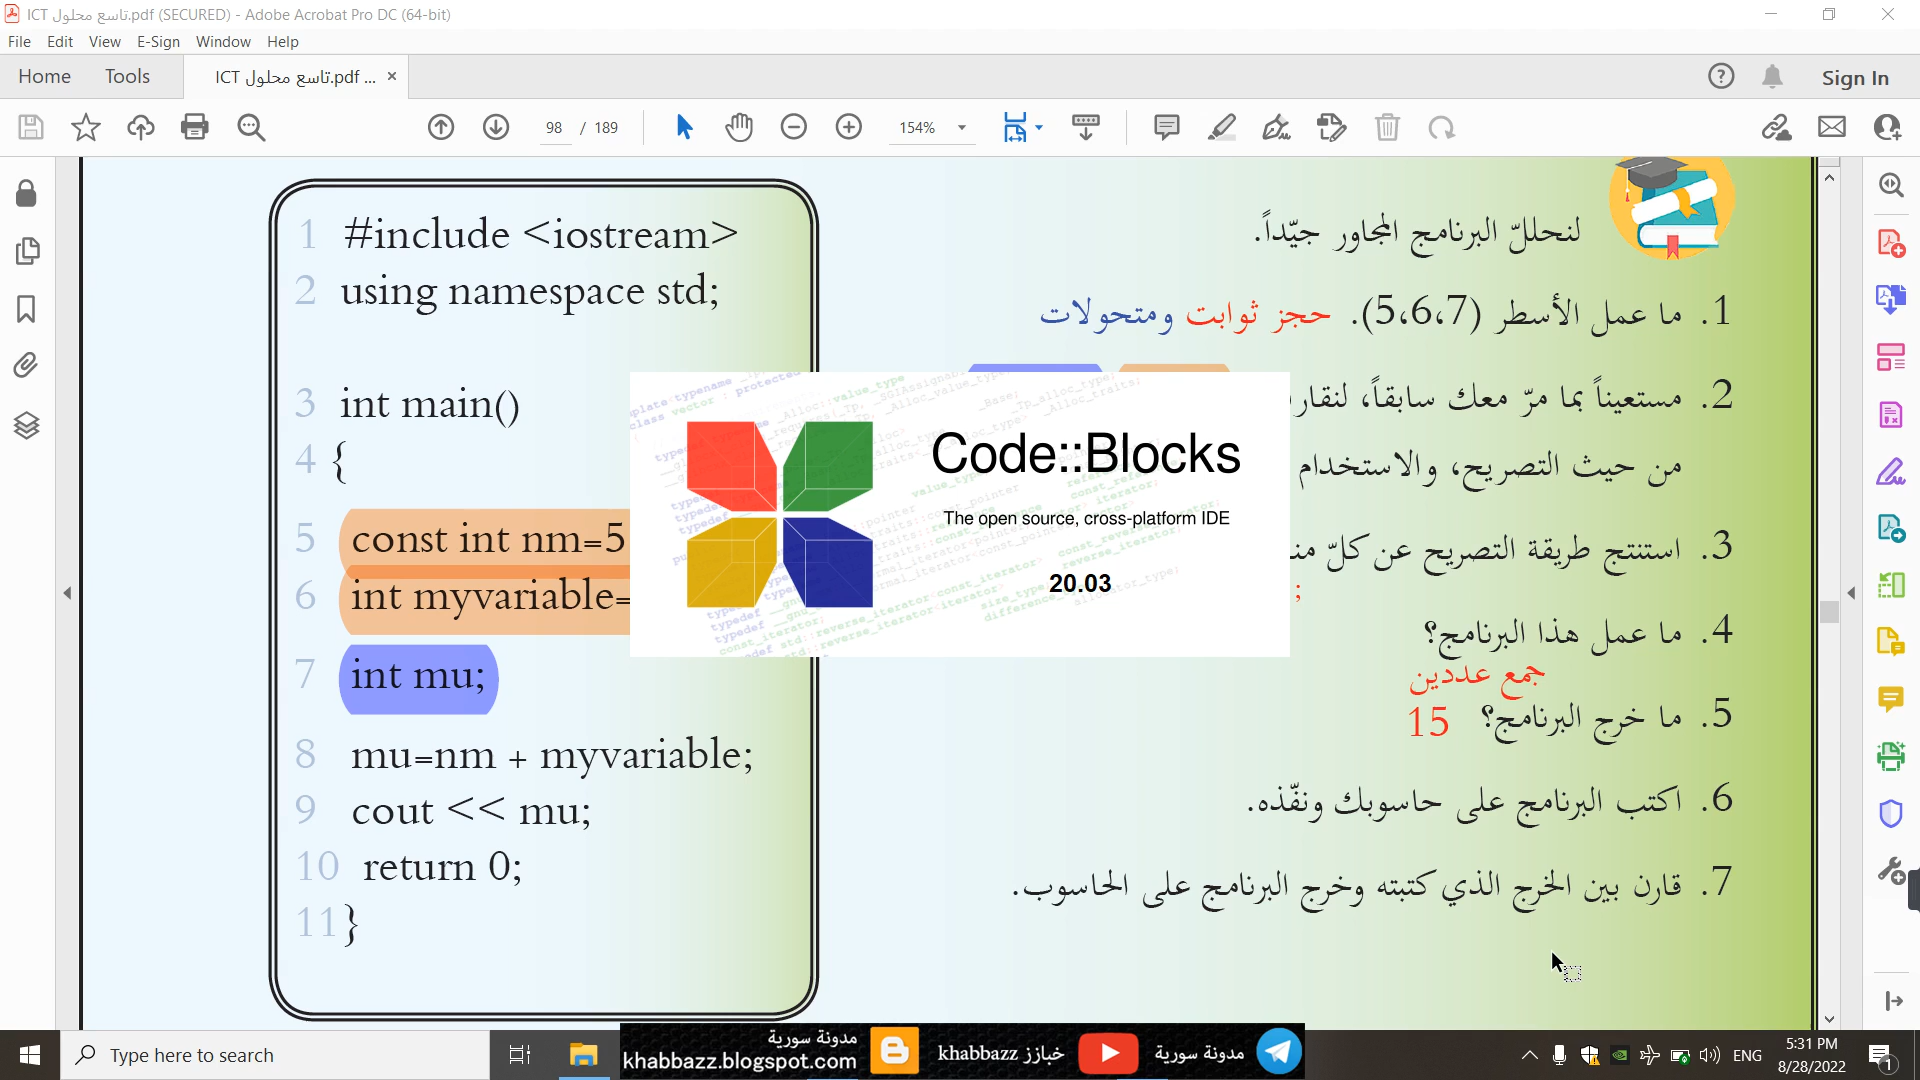 ICT تاسع محلول.pdf (SECURED) - Adobe Acrobat Pro DC (64-bit)
File Edit View E-Sign Window Help
Home Tools ICT تاسع محلول.pdf ... × Sign In
98 / 189 154%
1 #include <iostream>
2 using namespace std;
3 int main()
4 {
5 const int nm=5
6 int myvariable=
7 int mu;
8 mu=nm + myvariable;
9 cout << mu;
10 return 0;
11 }
لنحللّ البرنامج المجاور جيّداً.
1. ما عمل الأسطر (5،6،7). حجز ثوابت ومتحولات
2. مستعيناً بما مرّ معك سابقاً، لنقار
من حيث التصريح، والاستخدام
3. استنتج طريقة التصريح عن كلّ منـ
;
4. ما عمل هذا البرنامج؟
جمع عددين
5. ما خرج البرنامج؟ 15
6. اكتب البرنامج على حاسوبك ونفّذه.
7. قارن بين الخرج الذي كتبته وخرج البرنامج على الحاسوب.
Code::Blocks
The open source, cross-platform IDE
20.03
Type here to search
مدونة سورية
khabbazz.blogspot.com
khabbazz خبازز
مدونة سورية
ENG
5:31 PM
8/28/2022
1